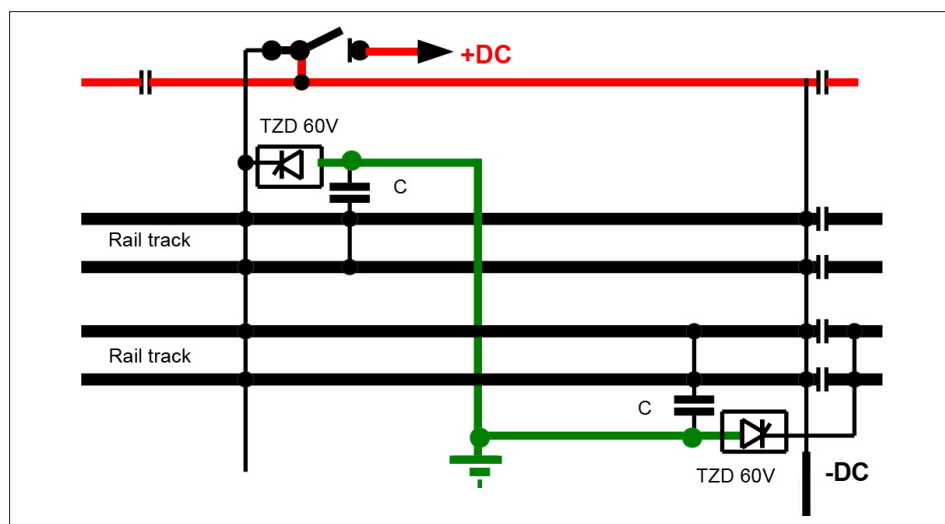 +DC
TZD 60V
C
Rail track
Rail track
C
TZD 60V
-DC